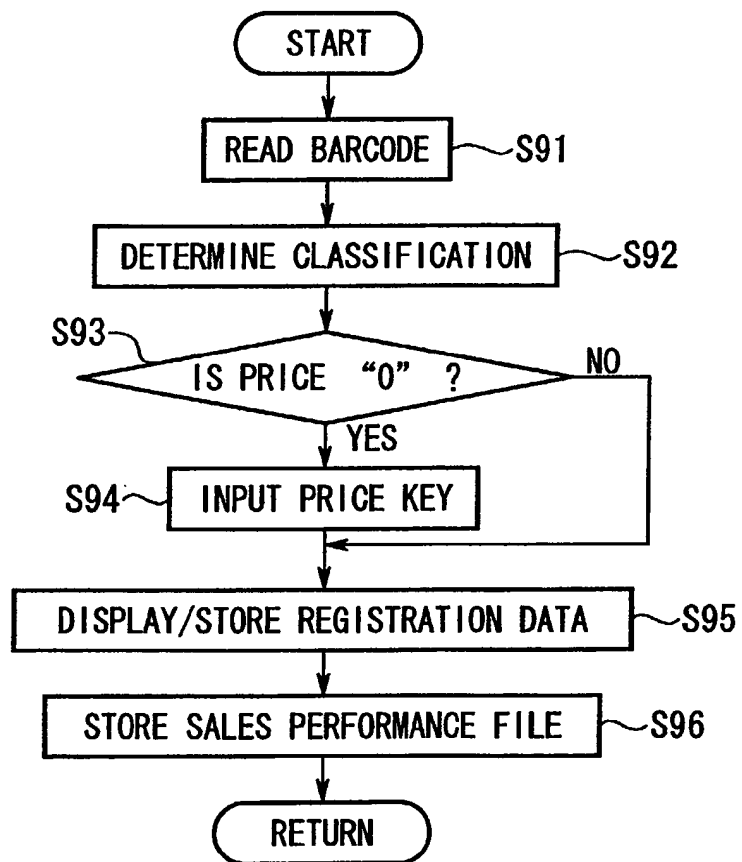 START
READ BARCODE
S91
DETERMINE CLASSIFICATION
S92
S93
IS PRICE “0” ?
NO
YES
S94
INPUT PRICE KEY
DISPLAY/STORE REGISTRATION DATA
S95
STORE SALES PERFORMANCE FILE
S96
RETURN